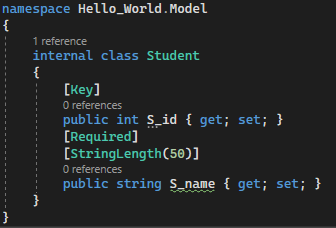 namespace Hello_World.Model
{
1 reference
internal class Student
{
[Key]
0 references
public int S_id { get; set; }
[Required]
[StringLength(50)]
0 references
public string S_name { get; set; }
}
}